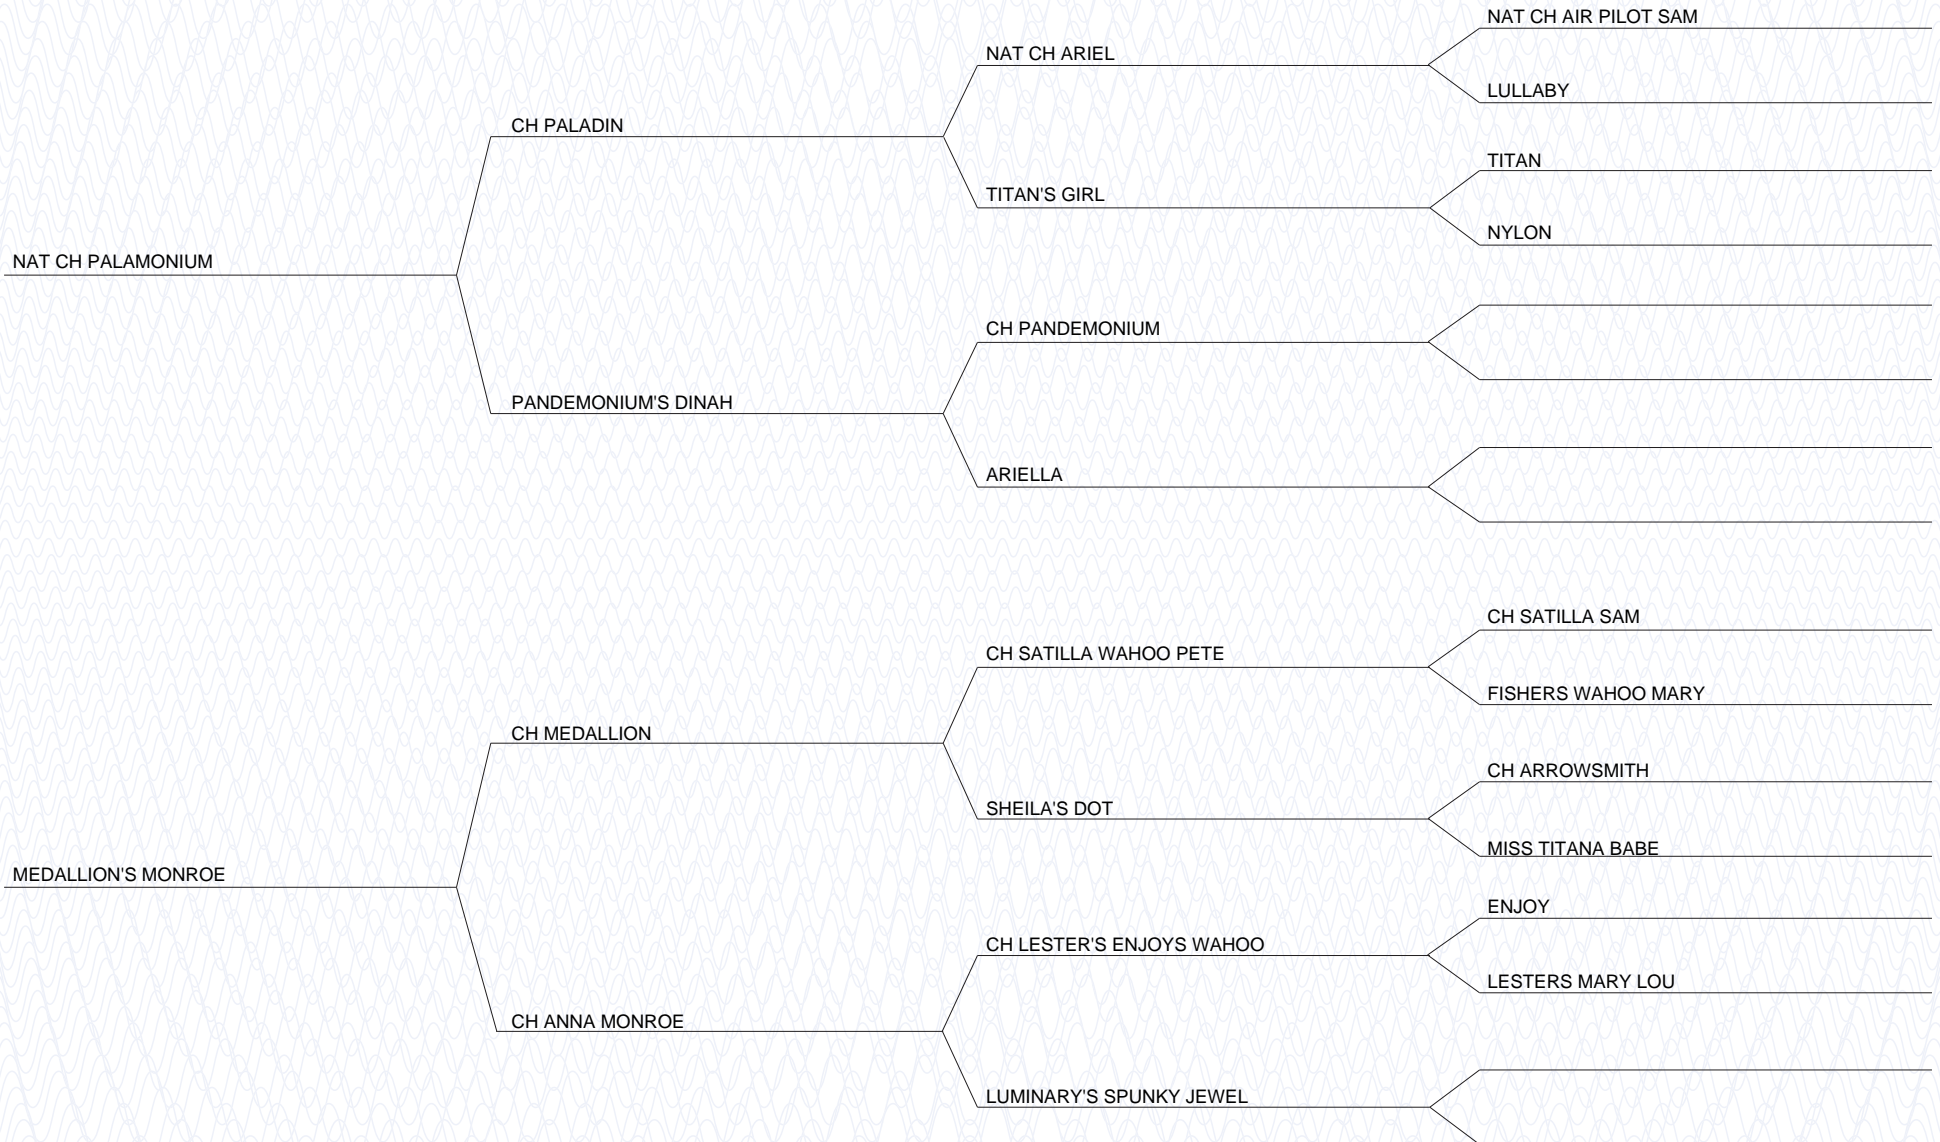 NAT CH AIR PILOT SAM
NAT CH ARIEL
LULLABY
CH PALADIN
TITAN
TITAN'S GIRL
NYLON
NAT CH PALAMONIUM
CH PANDEMONIUM
PANDEMONIUM'S DINAH
ARIELLA
CH SATILLA SAM
CH SATILLA WAHOO PETE
FISHERS WAHOO MARY
CH MEDALLION
CH ARROWSMITH
SHEILA'S DOT
MISS TITANA BABE
MEDALLION'S MONROE
ENJOY
CH LESTER'S ENJOYS WAHOO
LESTERS MARY LOU
CH ANNA MONROE
LUMINARY'S SPUNKY JEWEL